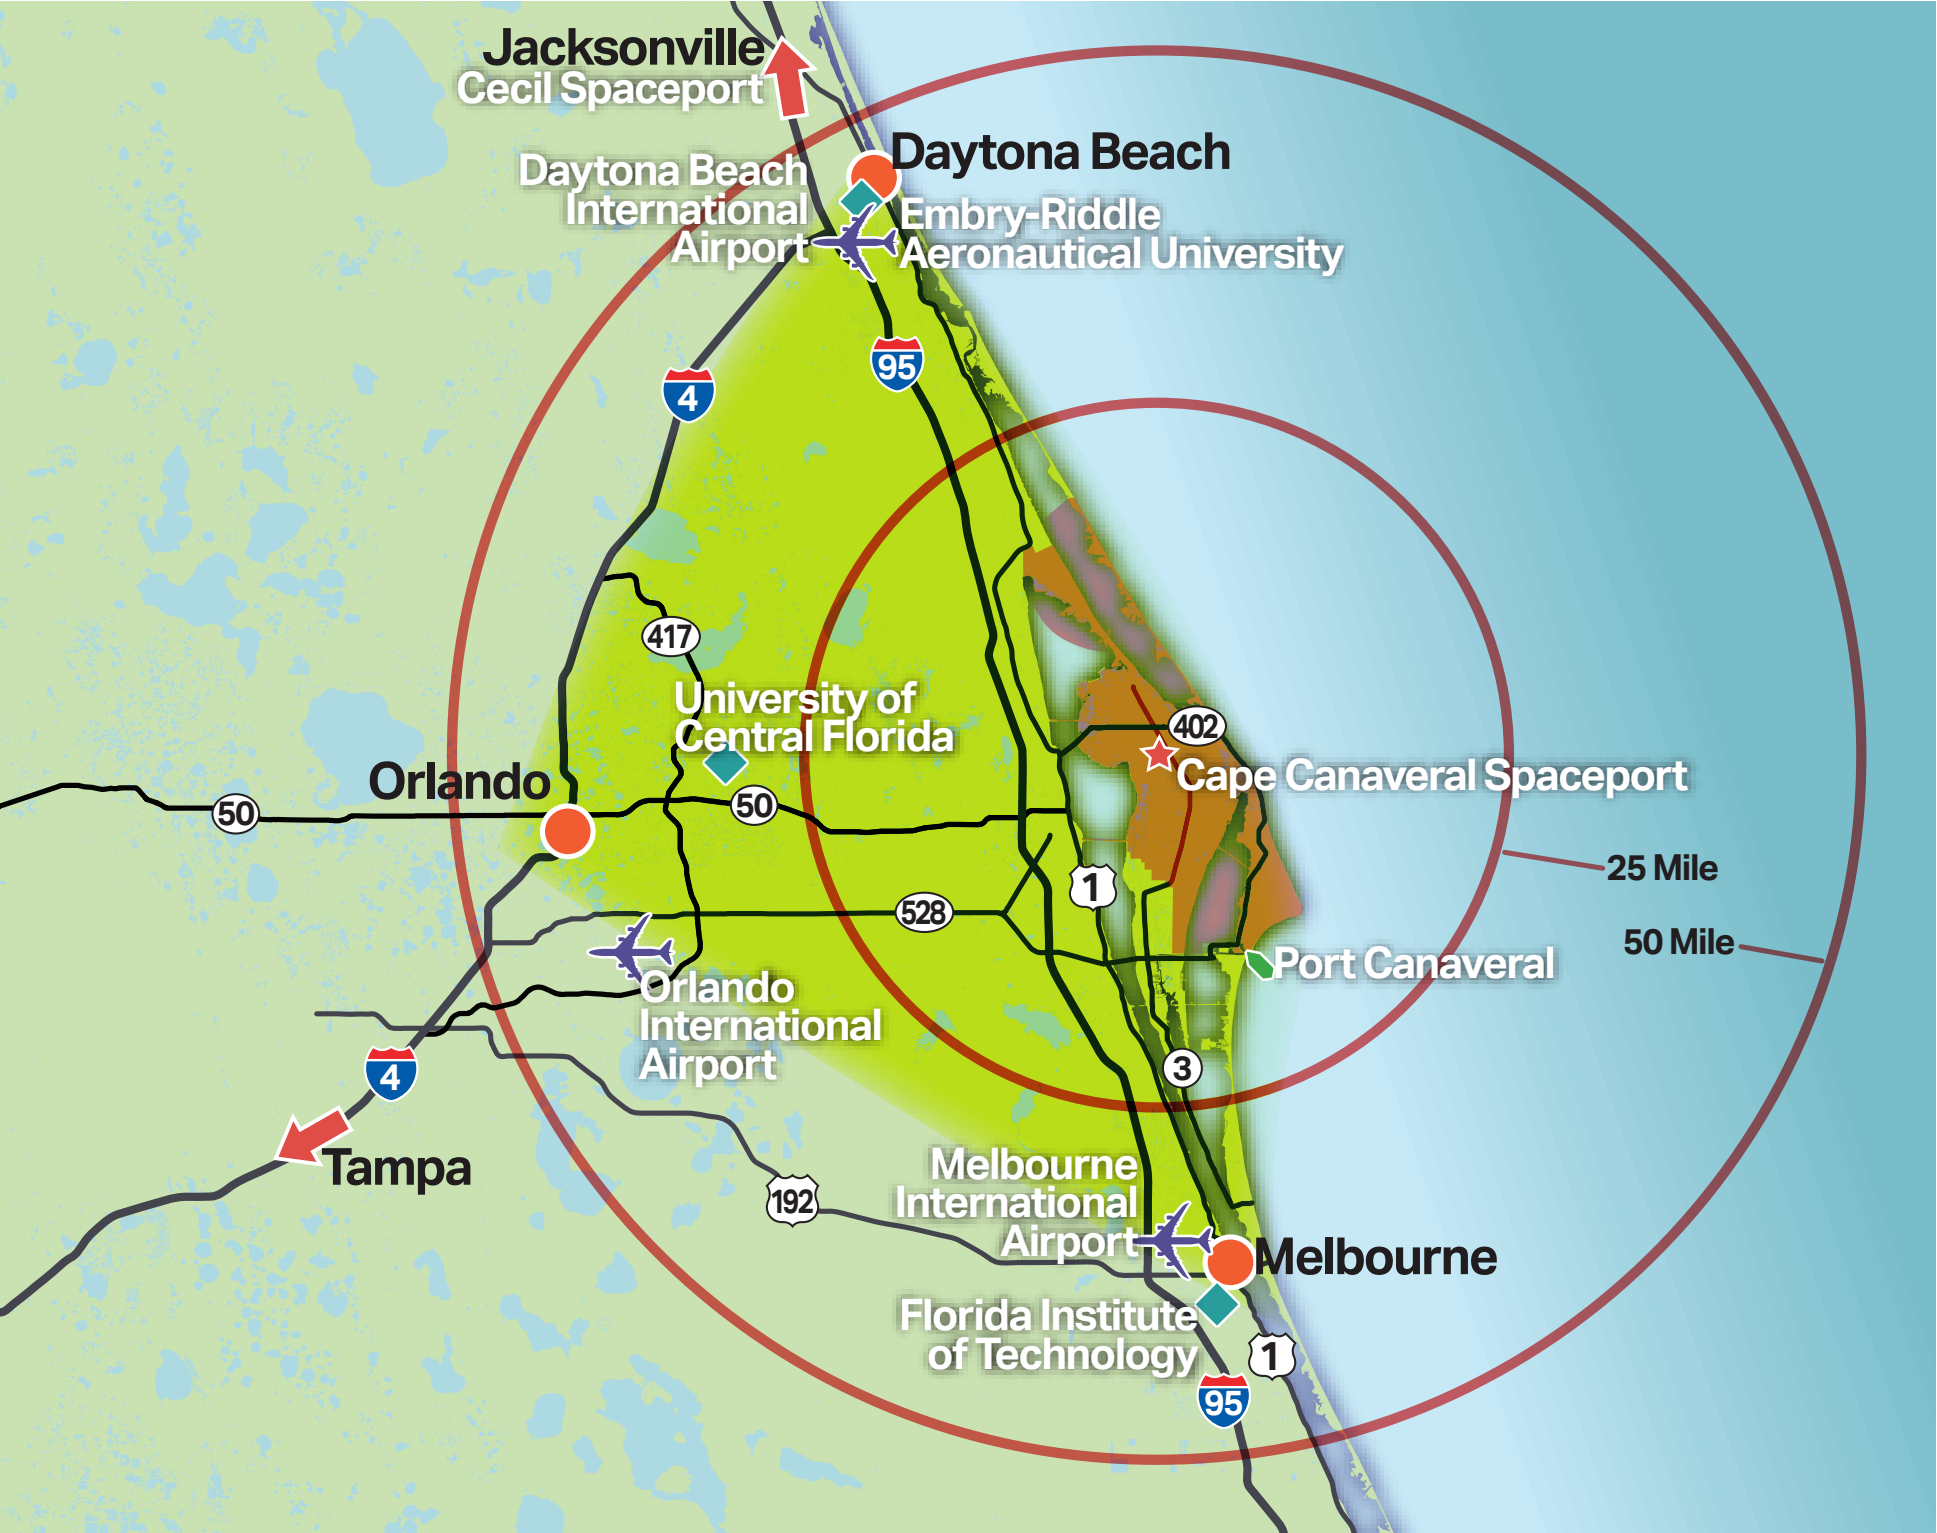 Jacksonville
Cecil Spaceport
Daytona Beach
Daytona Beach
International
Airport
Embry-Riddle
Aeronautical University
95
4
417
University of
Central Florida
402
Orlando
Cape Canaveral Spaceport
50
50
25 Mile
1
528
50 Mile
Port Canaveral
Orlando
International
Airport
4
3
Tampa
192
Melbourne
International
Airport
Melbourne
Florida Institute
of Technology
1
95